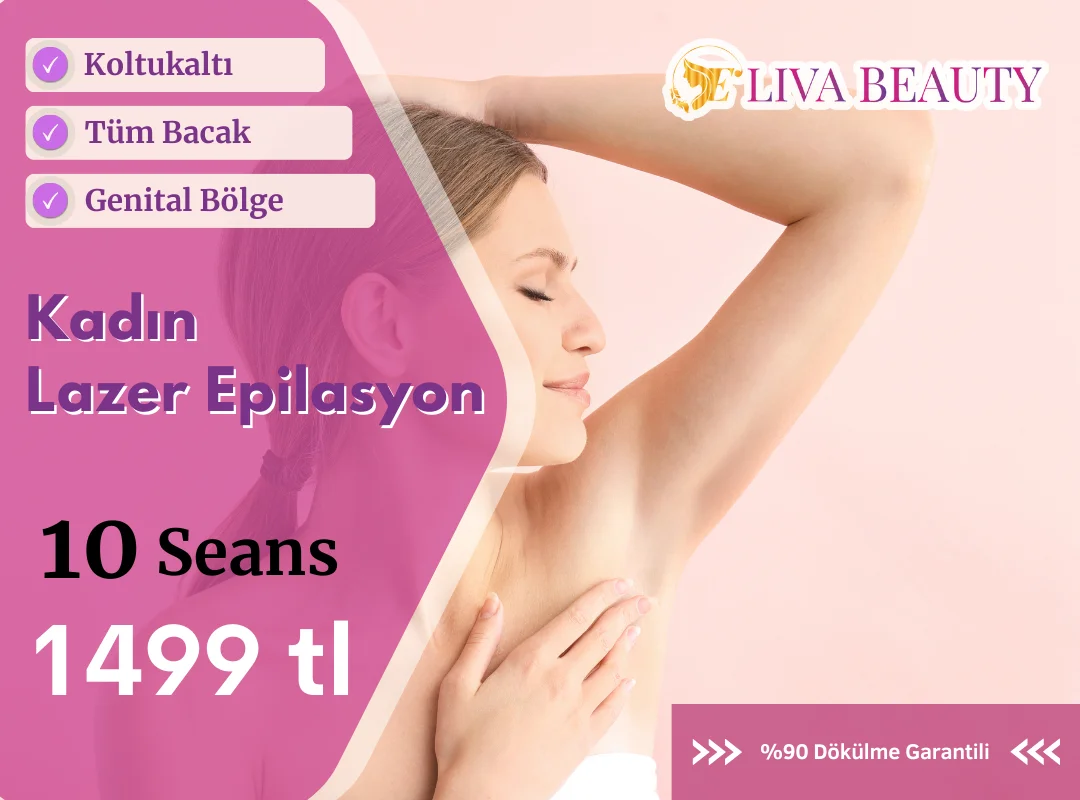 Koltukaltı
Tüm Bacak
Genital Bölge
ELIVA BEAUTY
Kadın
Lazer Epilasyon
10 Seans
1499 tl
%90 Dökülme Garantili